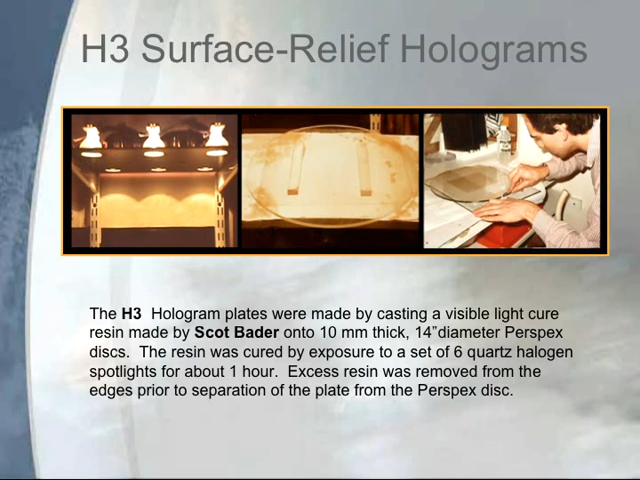 H3 Surface-Relief Holograms
The H3 Hologram plates were made by casting a visible light cure
resin made by Scot Bader onto 10 mm thick, 14”diameter Perspex
discs. The resin was cured by exposure to a set of 6 quartz halogen
spotlights for about 1 hour. Excess resin was removed from the
edges prior to separation of the plate from the Perspex disc.